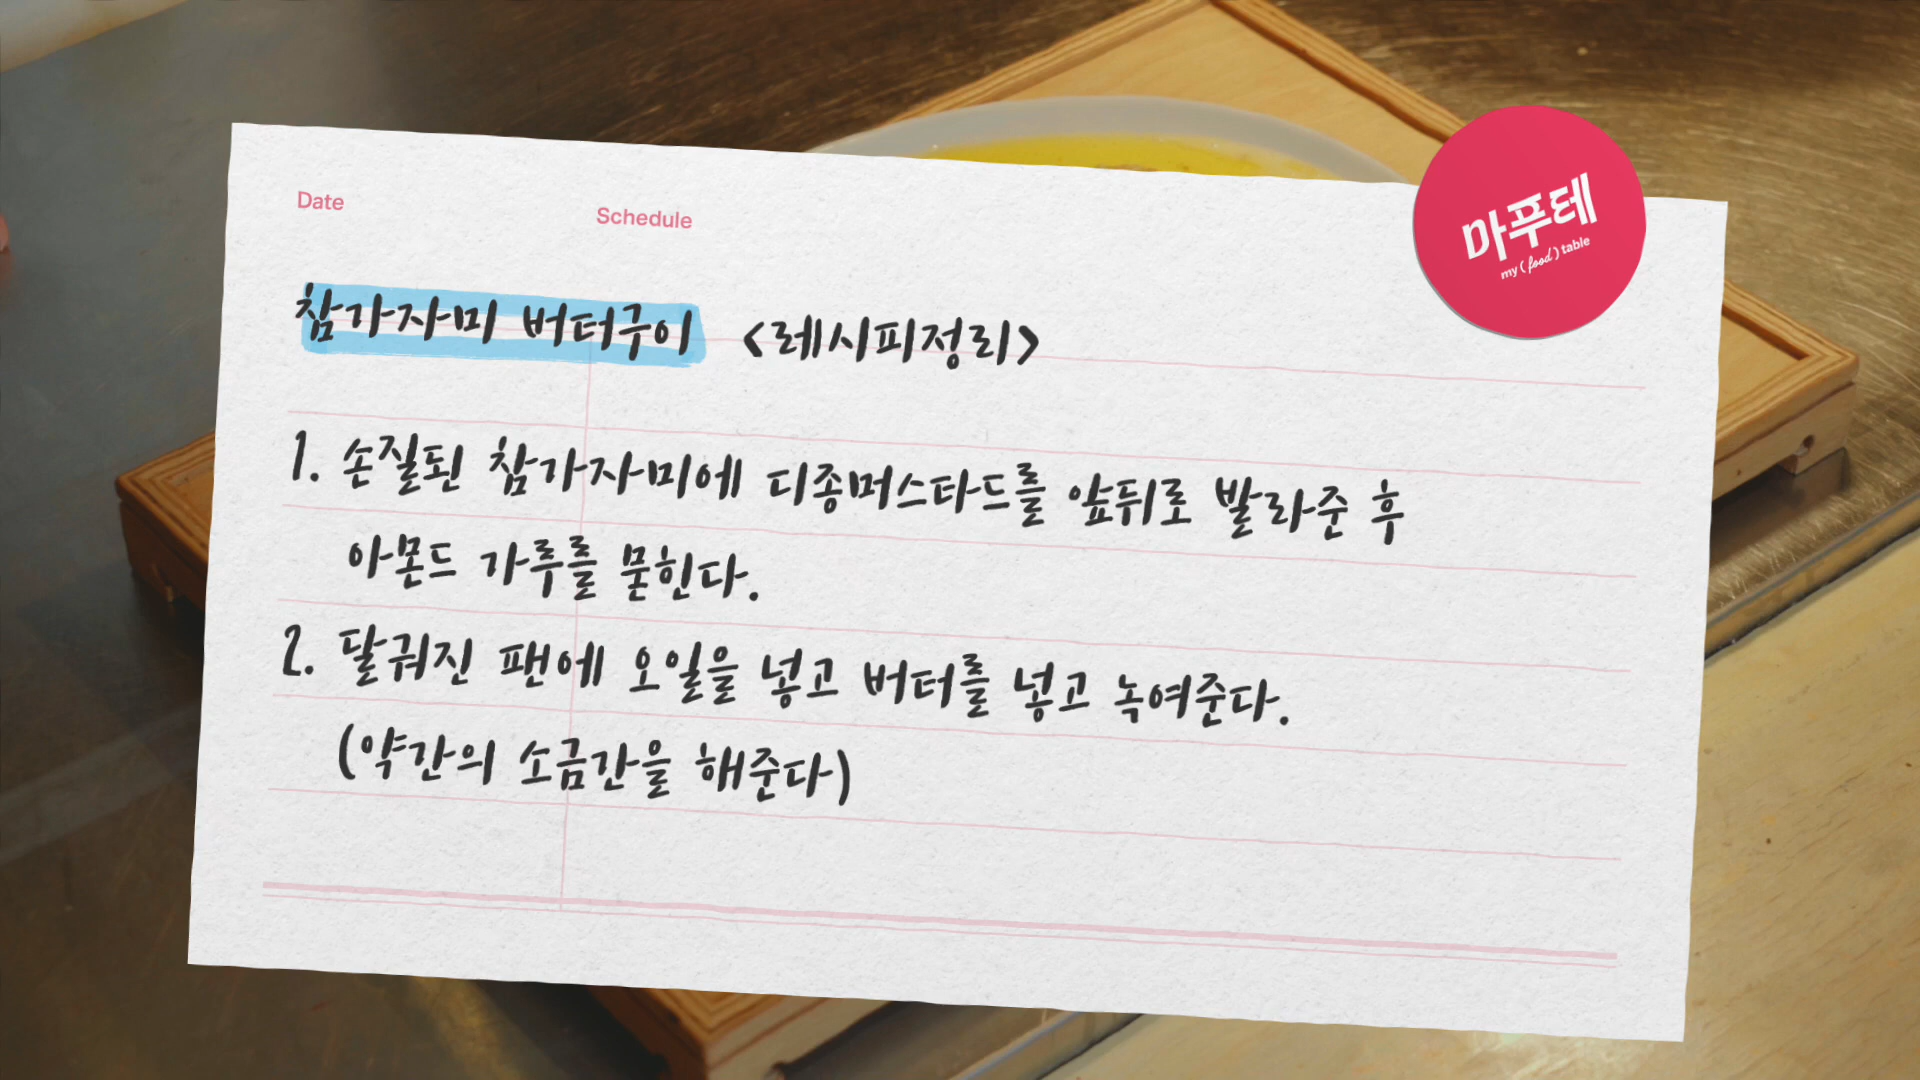 Date
Schedule
마푸테
my (food) table
참가자미 버터구이 <레시피정리>
1. 손질된 참가자미에 디종머스타드를 앞뒤로 발라준 후
아몬드 가루를 묻힌다.
2. 달궈진 팬에 오일을 넣고 버터를 넣고 녹여준다.
(약간의 소금간을 해준다)